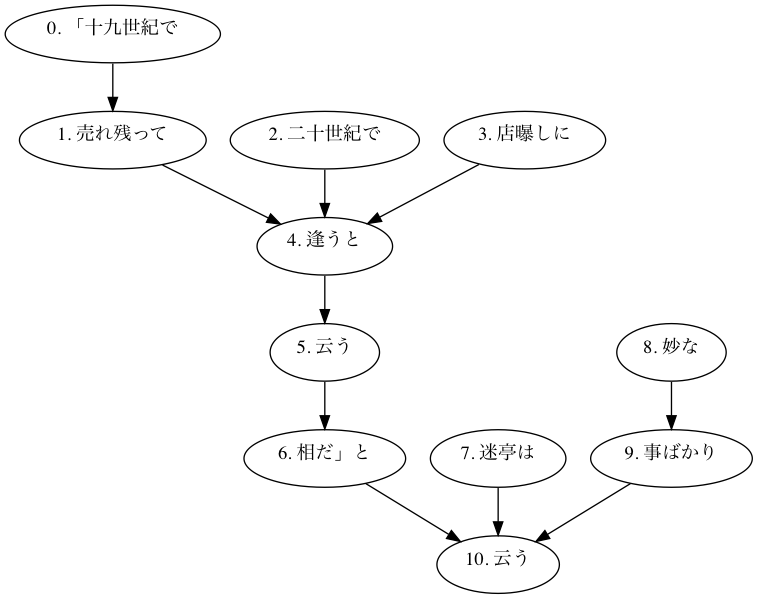 0. 「十九世紀で
1. 売れ残って
2. 二十世紀で
3. 店曝しに
4. 逢うと
5. 云う
6. 相だ」と
7. 迷亭は
8. 妙な
9. 事ばかり
10. 云う